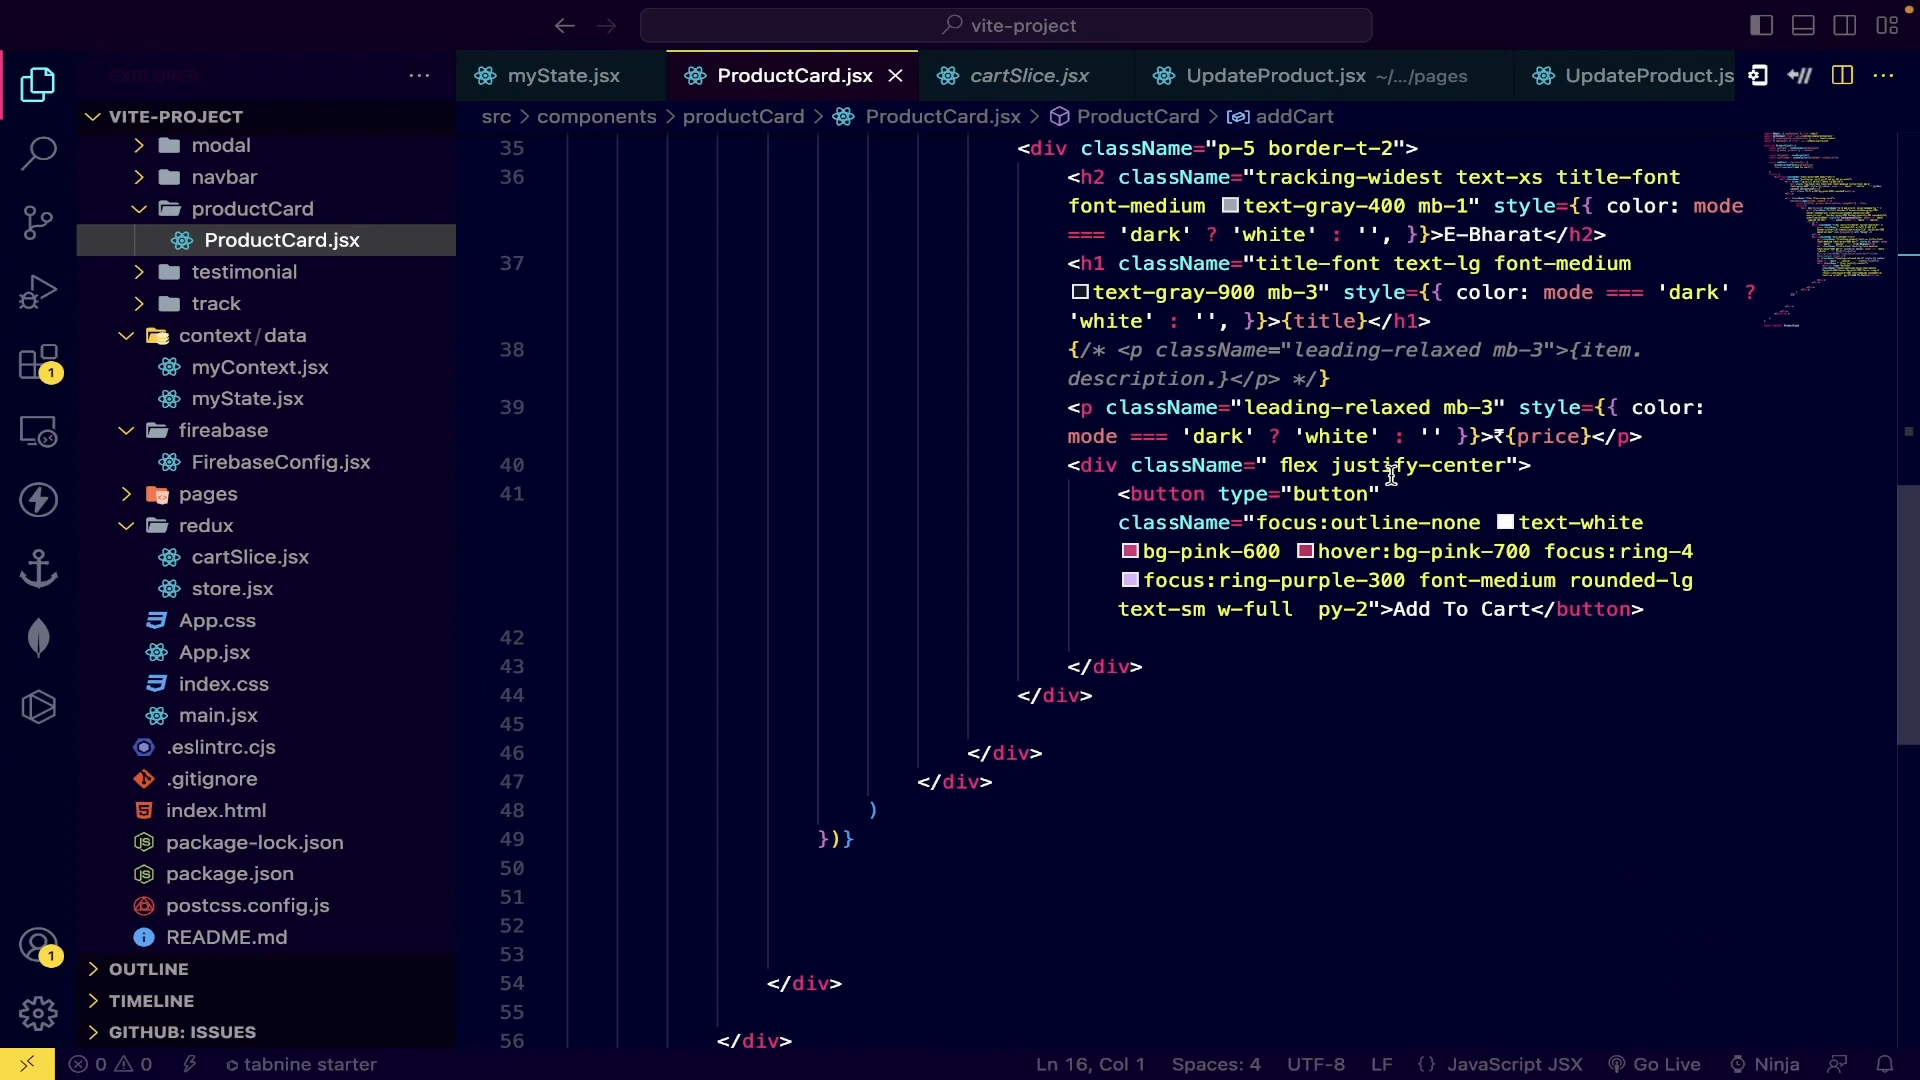 vite-project
EXPLORER
VITE-PROJECT
modal
navbar
productCard
ProductCard.jsx
testimonial
track
context/data
myContext.jsx
myState.jsx
fireabase
FirebaseConfig.jsx
pages
redux
cartSlice.jsx
store.jsx
App.css
App.jsx
index.css
main.jsx
.eslintrc.cjs
.gitignore
index.html
package-lock.json
package.json
postcss.config.js
README.md
OUTLINE
TIMELINE
GITHUB: ISSUES
1
1
myState.jsx ProductCard.jsx cartSlice.jsx UpdateProduct.jsx ~/.../pages UpdateProduct.js
src > components > productCard > ProductCard.jsx > ProductCard > addCart
35 <div className="p-5 border-t-2">
36 <h2 className="tracking-widest text-xs title-font
font-medium text-gray-400 mb-1" style={{ color: mode
=== 'dark' ? 'white' : '', }}>E-Bharat</h2>
37 <h1 className="title-font text-lg font-medium
text-gray-900 mb-3" style={{ color: mode === 'dark' ?
'white' : '', }}>{title}</h1>
38 {/* <p className="leading-relaxed mb-3">{item.
description.}</p> */}
39 <p className="leading-relaxed mb-3" style={{ color:
mode === 'dark' ? 'white' : '' }}>₹{price}</p>
40 <div className=" flex justify-center">
41 <button type="button"
className="focus:outline-none text-white
bg-pink-600 hover:bg-pink-700 focus:ring-4
focus:ring-purple-300 font-medium rounded-lg
text-sm w-full  py-2">Add To Cart</button>
42
43 </div>
44 </div>
45
46 </div>
47 </div>
48 )
49 })}
50
51
52
53
54 </div>
55
56 </div>
0 0 tabnine starter Ln 16, Col 1 Spaces: 4 UTF-8 LF {} JavaScript JSX Go Live Ninja